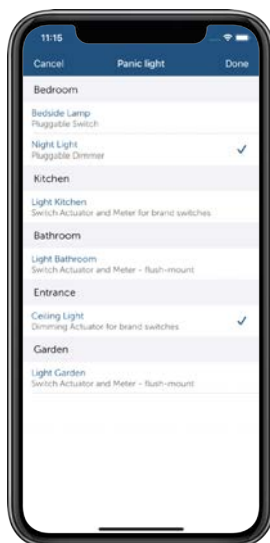 11:15
Cancel Panic light Done
Bedroom
Bedside Lamp
Pluggable Switch
Night Light
Pluggable Dimmer
Kitchen
Light Kitchen
Switch Actuator and Meter for brand switches
Bathroom
Light Bathroom
Switch Actuator and Meter - flush-mount
Entrance
Ceiling Light
Dimming Actuator for brand switches
Garden
Light Garden
Switch Actuator and Meter - flush-mount